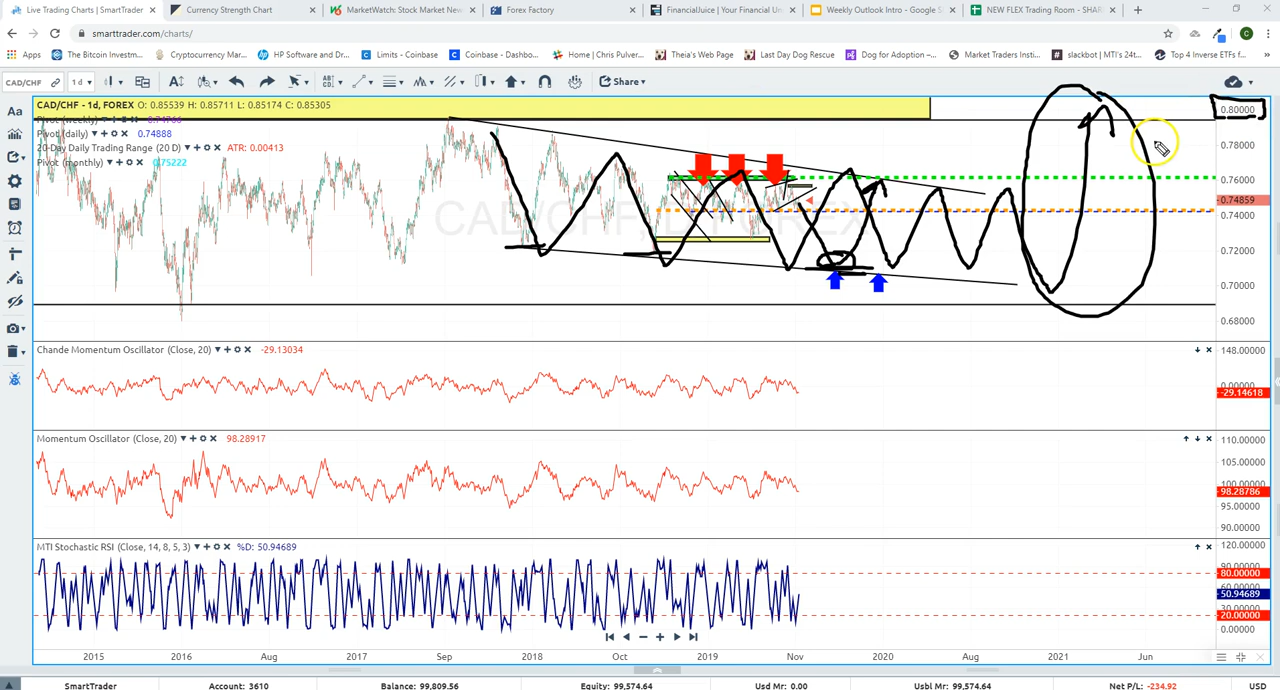 Live Trading Charts | SmartTrader
Currency Strength Chart
MarketWatch: Stock Market New
Forex Factory
FinancialJuice | Your Financial
Weekly Outlook Intro - Google S
NEW FLEX Trading Room - SHAR
smarttrader.com/charts/
Apps
The Bitcoin Investm...
Cryptocurrency Mar...
HP Software and Dr...
Limits - Coinbase
Coinbase - Dashbo...
Home | Chris Pulver...
Theia's Web Page
Last Day Dog Rescue
Dog for Adoption –...
Market Traders Insti...
slackbot | MTI's 24t...
Top 4 Inverse ETFs f...
CAD/CHF
1d
Share
CAD/CHF - 1d, FOREX O: 0.85539 H: 0.85711 L: 0.85174 C: 0.85305
Pivot (weekly) 0.74766
Pivot (daily) 0.74888
20-Day Daily Trading Range (20 D) ATR: 0.00413
Pivot (monthly) 0.75222
CAD/CHF, FOREX
0.80000
0.78000
0.76000
0.74859
0.74000
0.72000
0.70000
0.68000
Chande Momentum Oscillator (Close, 20) -29.13034
148.00000
0.00000
-29.14618
Momentum Oscillator (Close, 20) 98.28917
110.00000
105.00000
100.00000
98.28786
95.00000
90.00000
MTI Stochastic RSI (Close, 14, 8, 5, 3) %D: 50.94689
120.00000
80.00000
60.00000
50.94689
20.00000
0.00000
2015 2016 Aug 2017 Sep 2018 Oct 2019 Nov 2020 Aug 2021 Jun
SmartTrader
Account: 3610
Balance: 99,809.56
Equity: 99,574.64
Usd Mr: 0.00
Usbl Mr: 99,574.64
Net P/L: -234.92
USD